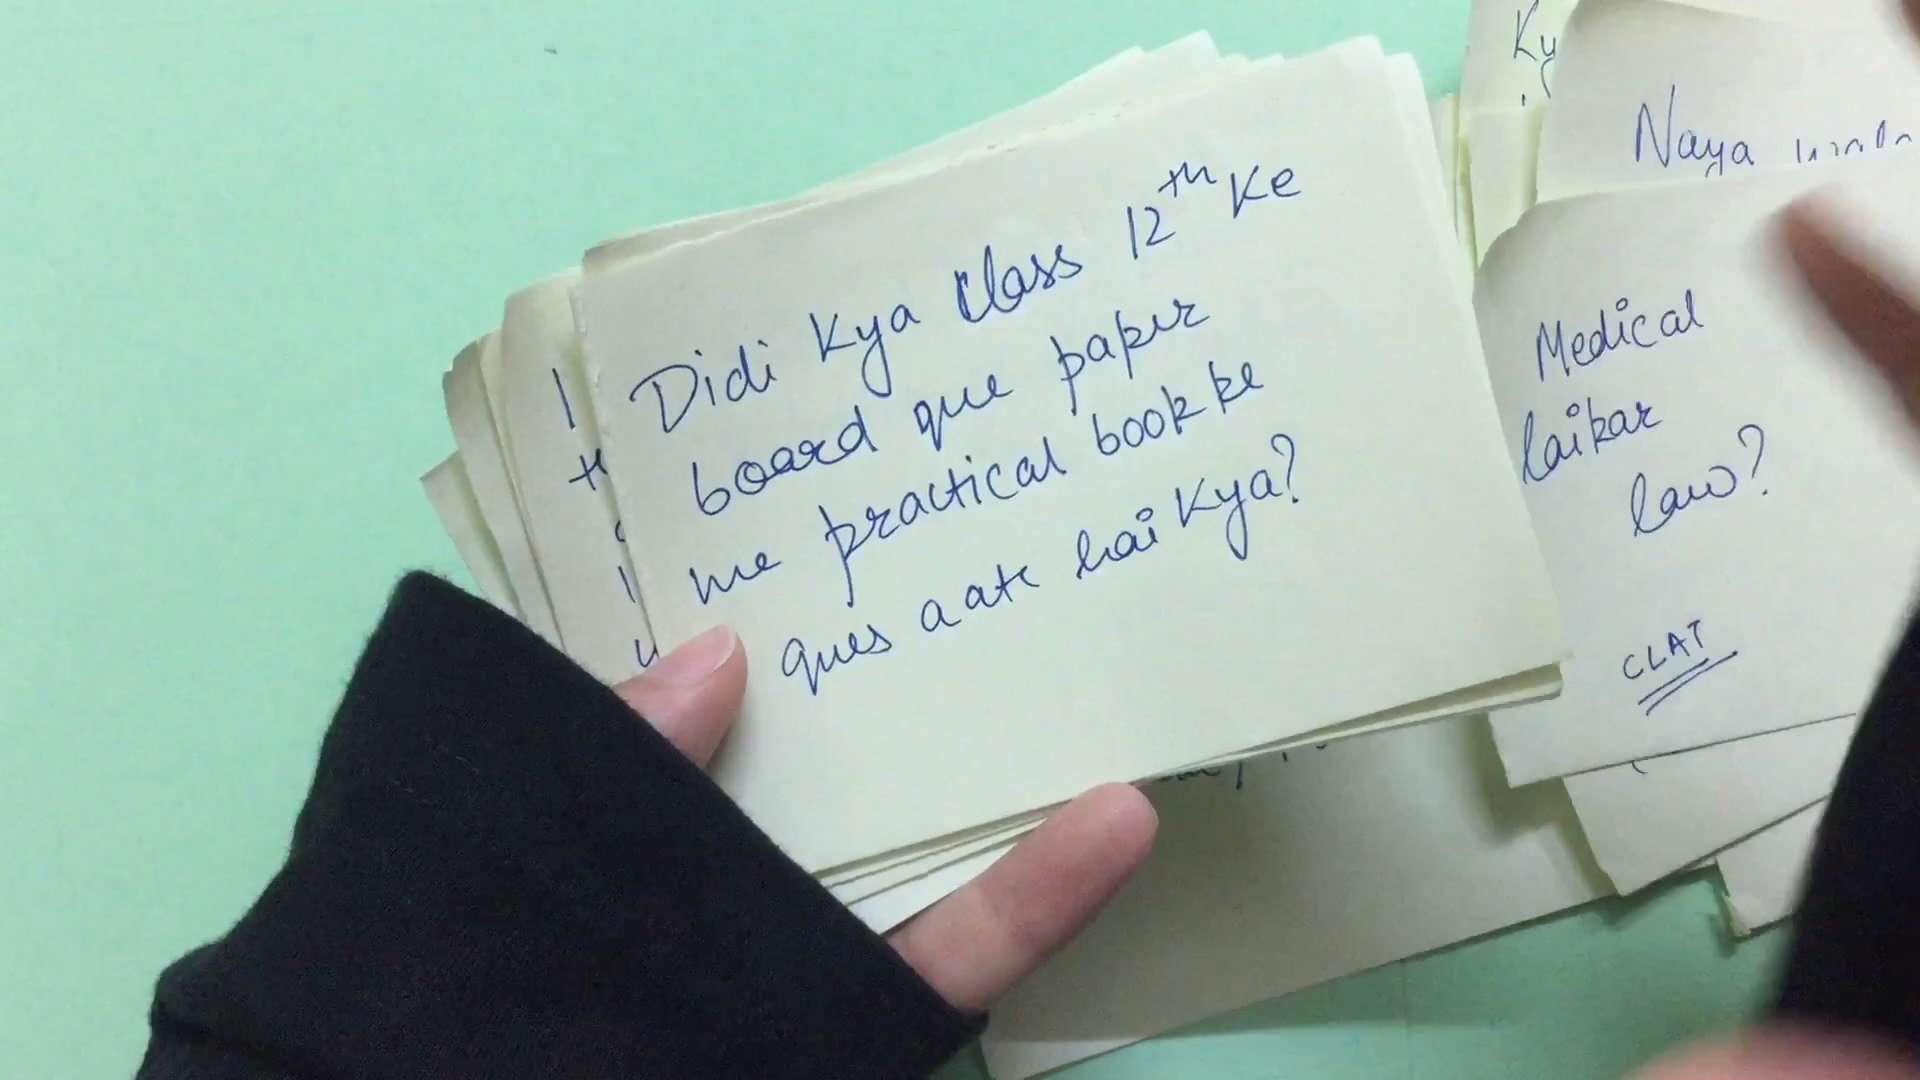 Didi Kya Class 12th Ke
board que paper
me practical book ke
ques aate hai Kya?
Ky
Naya
Medical
laikar
law?
CLAT